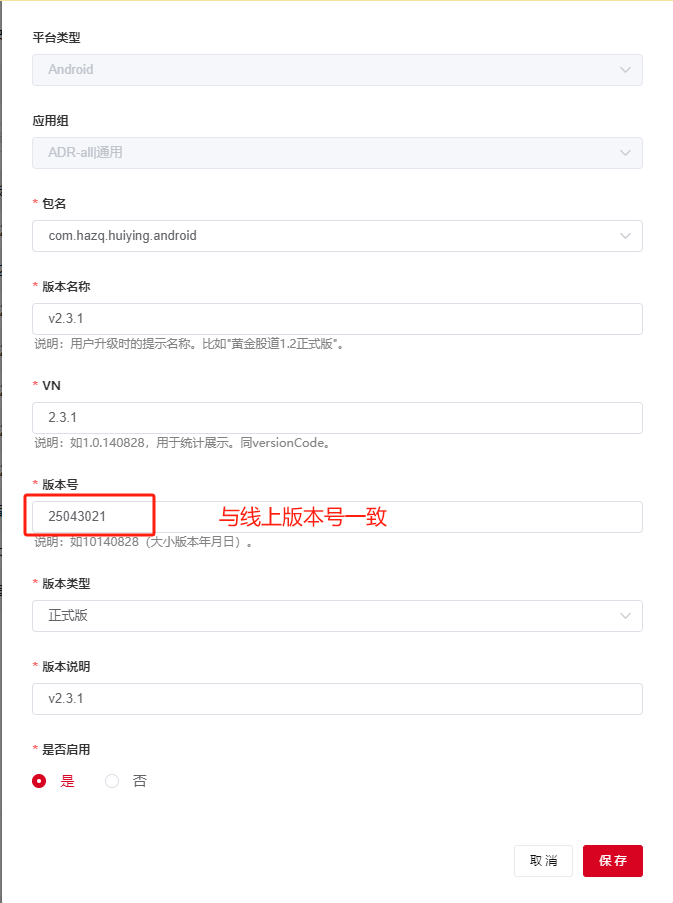 平台类型
Android
应用组
ADR-all|通用
* 包名
com.hazq.huiying.android
* 版本名称
v2.3.1
说明：用户升级时的提示名称。比如"黄金股道1.2正式版"。
* VN
2.3.1
说明：如1.0.140828，用于统计展示。同versionCode。
* 版本号
25043021
与线上版本号一致
说明：如10140828（大小版本年月日）。
* 版本类型
正式版
* 版本说明
v2.3.1
* 是否启用
是 否
取消 保存